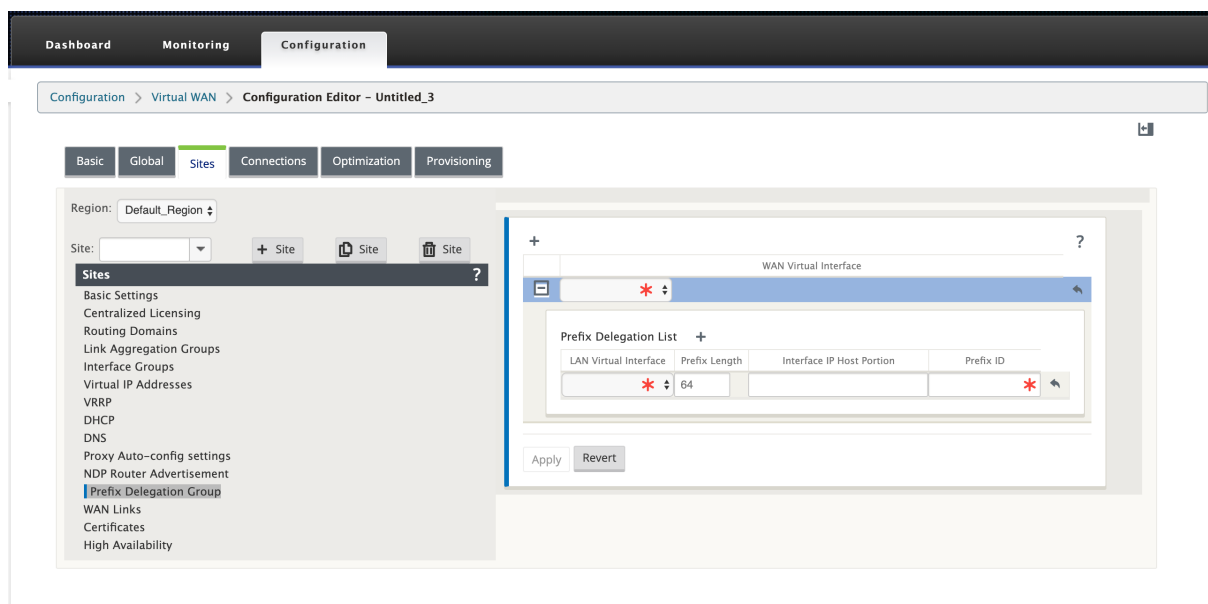 Dashboard Monitoring Configuration
Configuration > Virtual WAN > Configuration Editor – Untitled_3
Basic Global Sites Connections Optimization Provisioning
Region: Default_Region
Site: + Site Site Site
Sites ?
Basic Settings
Centralized Licensing
Routing Domains
Link Aggregation Groups
Interface Groups
Virtual IP Addresses
VRRP
DHCP
DNS
Proxy Auto-config settings
NDP Router Advertisement
Prefix Delegation Group
WAN Links
Certificates
High Availability
+ ?
WAN Virtual Interface
Prefix Delegation List +
LAN Virtual Interface Prefix Length Interface IP Host Portion Prefix ID
64
Apply Revert